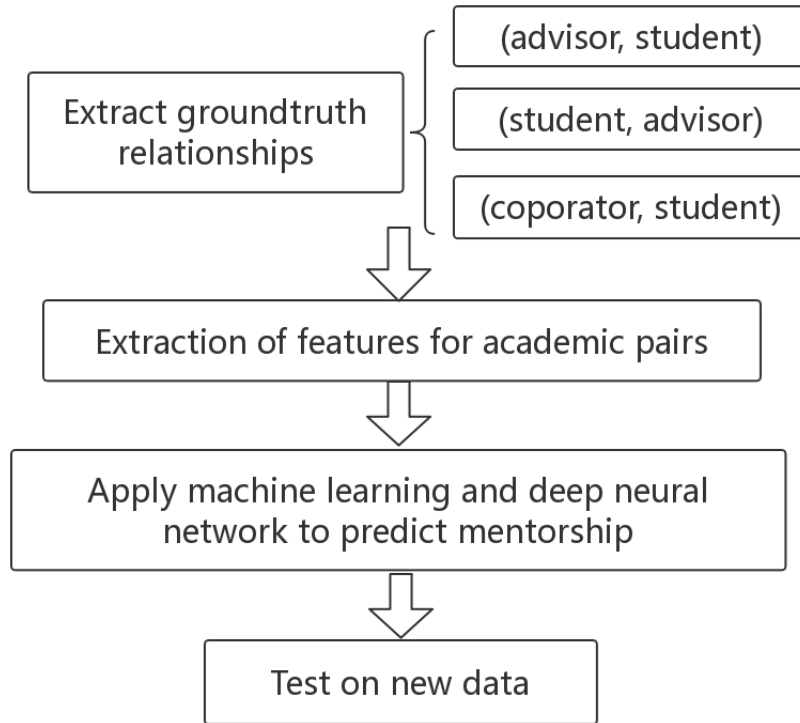 Extract groundtruth
relationships
(advisor, student)
(student, advisor)
(coporator, student)
Extraction of features for academic pairs
Apply machine learning and deep neural
network to predict mentorship
Test on new data